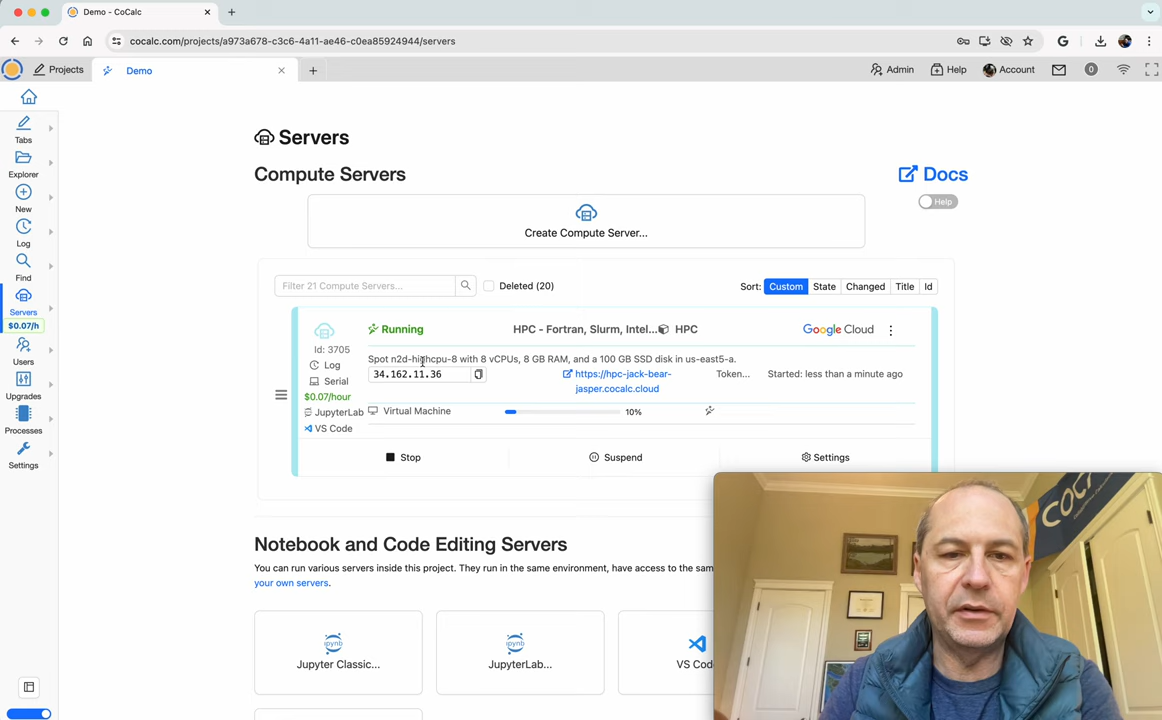 Demo - CoCalc
cocalc.com/projects/a973a678-c3c6-4a11-ae46-c0ea85924944/servers
Projects
Demo
Admin
Help
Account
0
Tabs
Explorer
New
Log
Find
Servers
$0.07/h
Users
Upgrades
Processes
Settings
Servers
Compute Servers
Docs
Help
Create Compute Server...
Filter 21 Compute Servers...
Deleted (20)
Sort: Custom State Changed Title Id
Running
HPC - Fortran, Slurm, Intel...
HPC
Google Cloud
Id: 3705
Log
Serial
$0.07/hour
JupyterLab
VS Code
Spot n2d-highcpu-8 with 8 vCPUs, 8 GB RAM, and a 100 GB SSD disk in us-east5-a.
34.162.11.36
https://hpc-jack-bear-
jasper.cocalc.cloud
Token...
Started: less than a minute ago
Virtual Machine
10%
Stop
Suspend
Settings
Notebook and Code Editing Servers
You can run various servers inside this project. They run in the same environment, have access to the
your own servers.
Jupyter Classic...
JupyterLab...
VS Cod
COCA